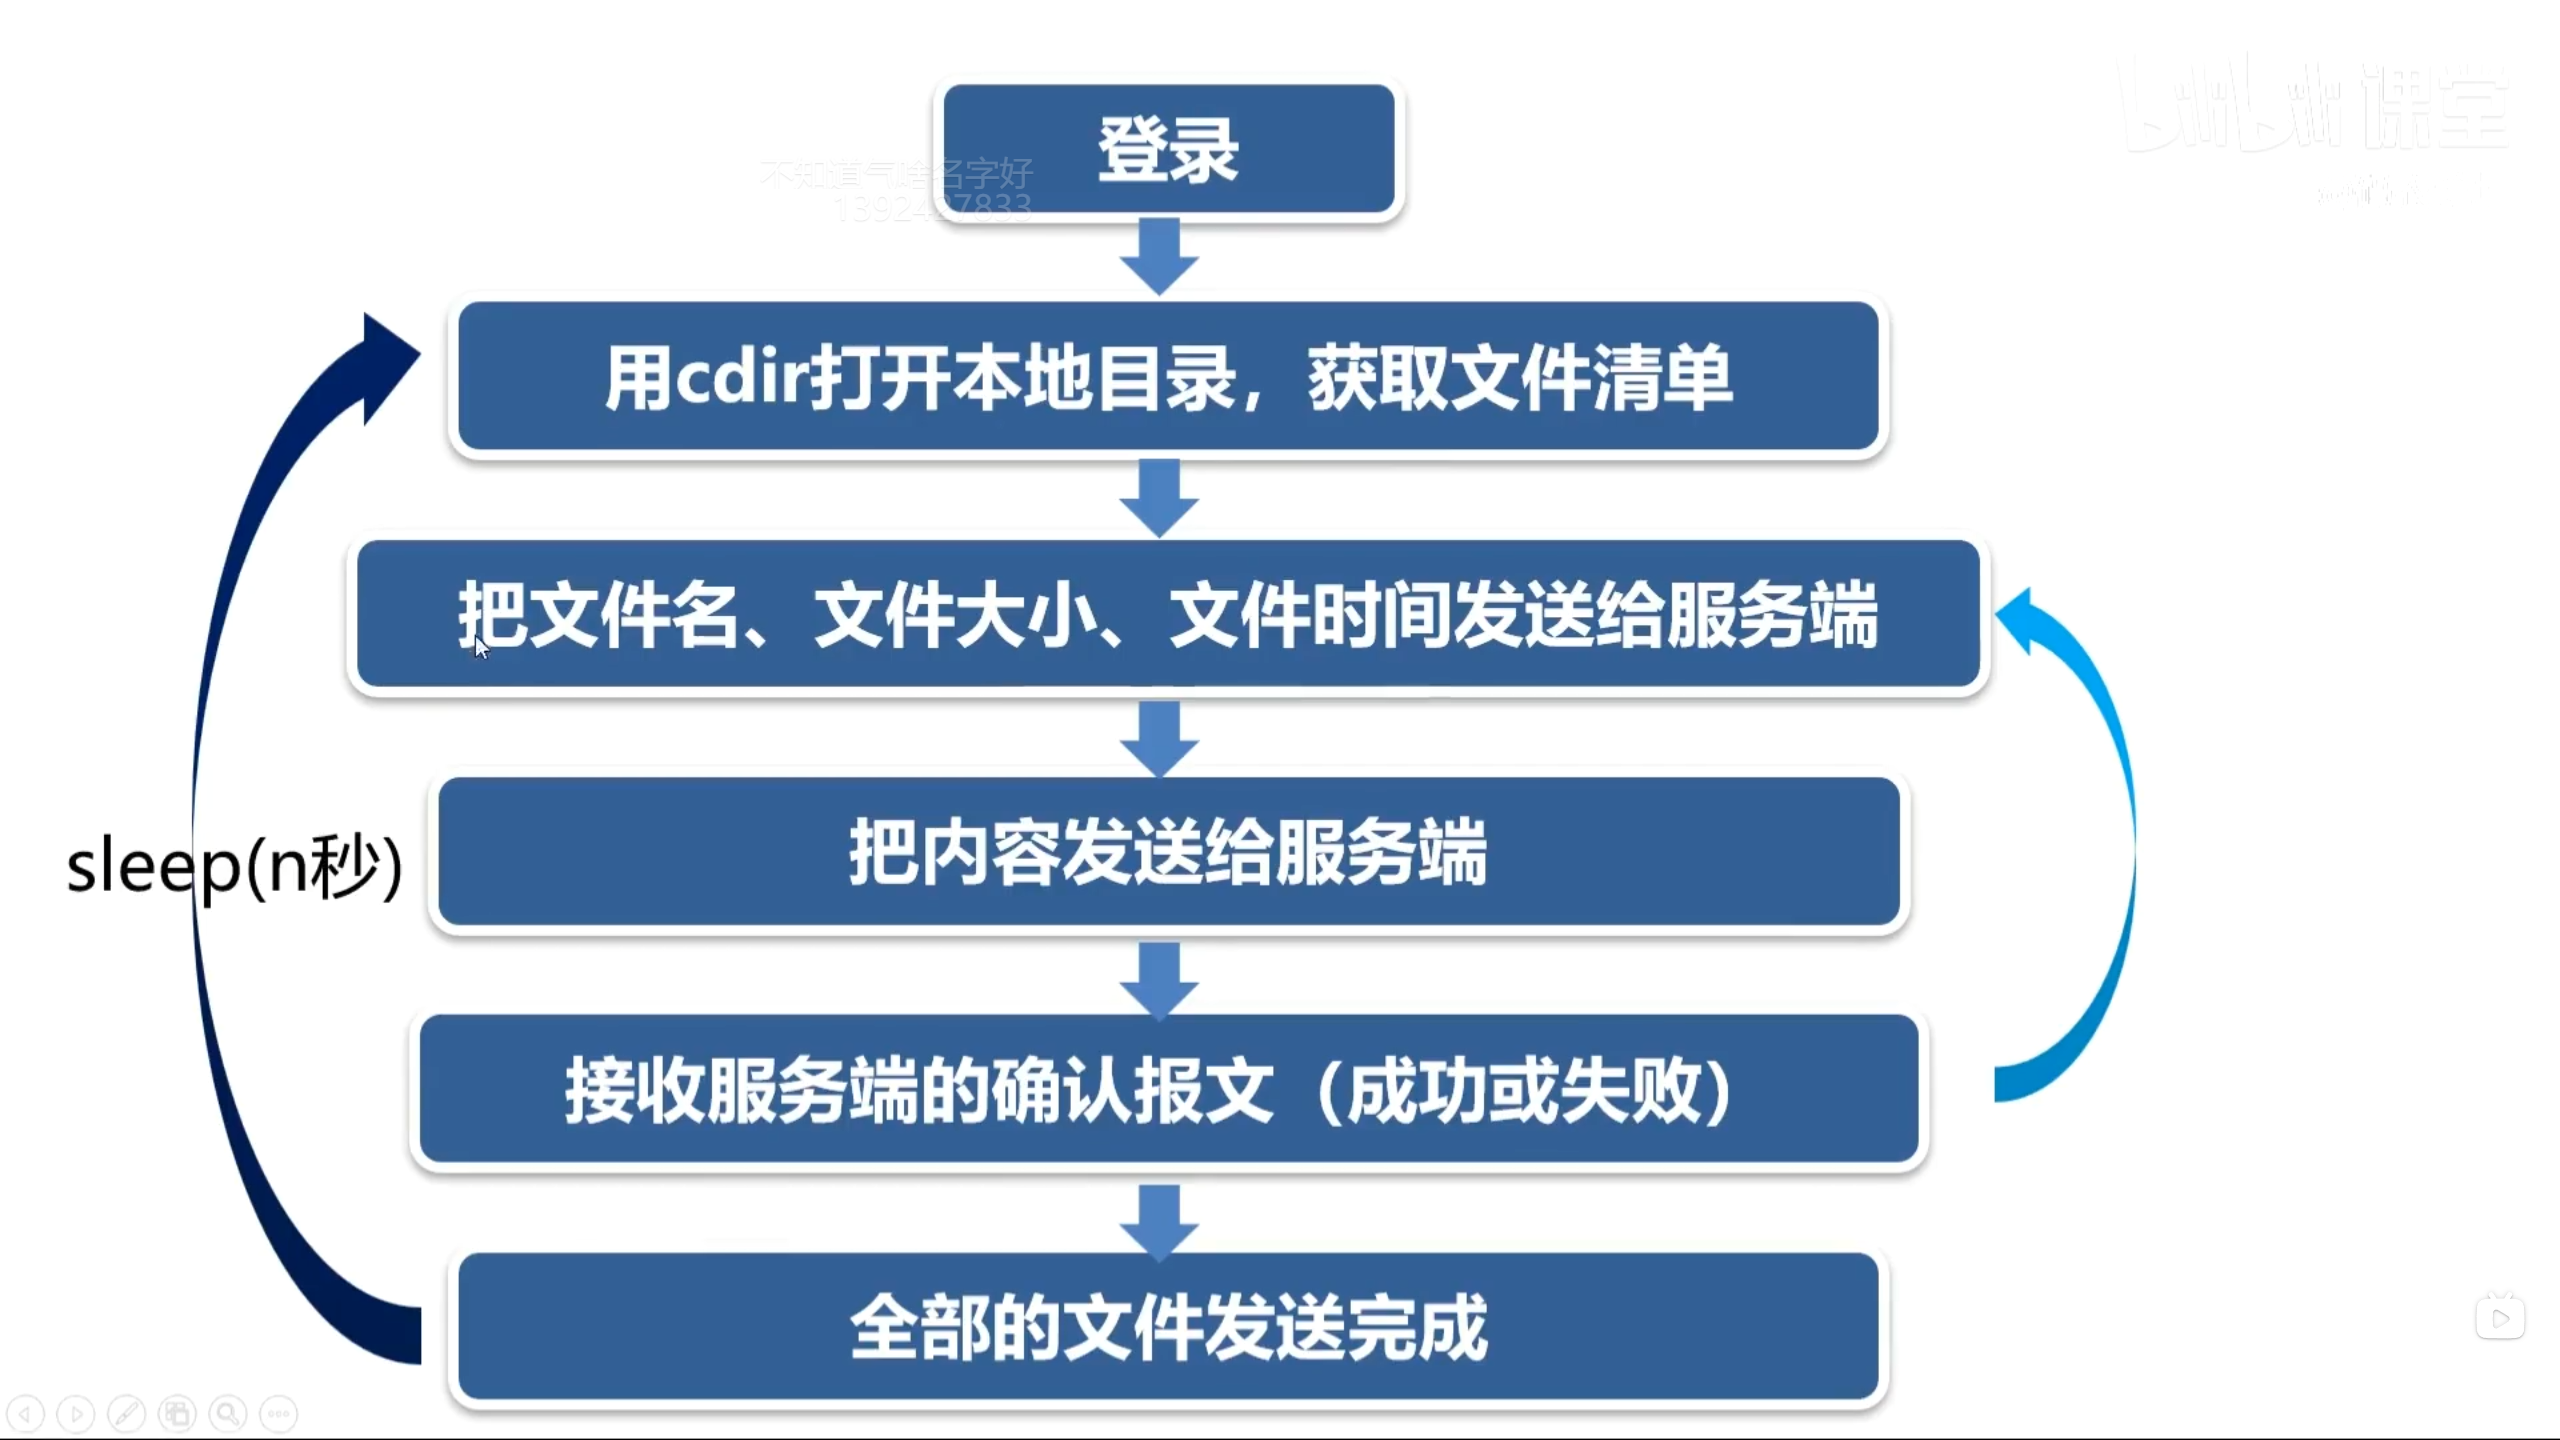 bilibili 课堂
登录
不知道气啥名字好
1392427833
用cdir打开本地目录，获取文件清单
把文件名、文件大小、文件时间发送给服务端
把内容发送给服务端
sleep(n秒)
接收服务端的确认报文（成功或失败）
全部的文件发送完成